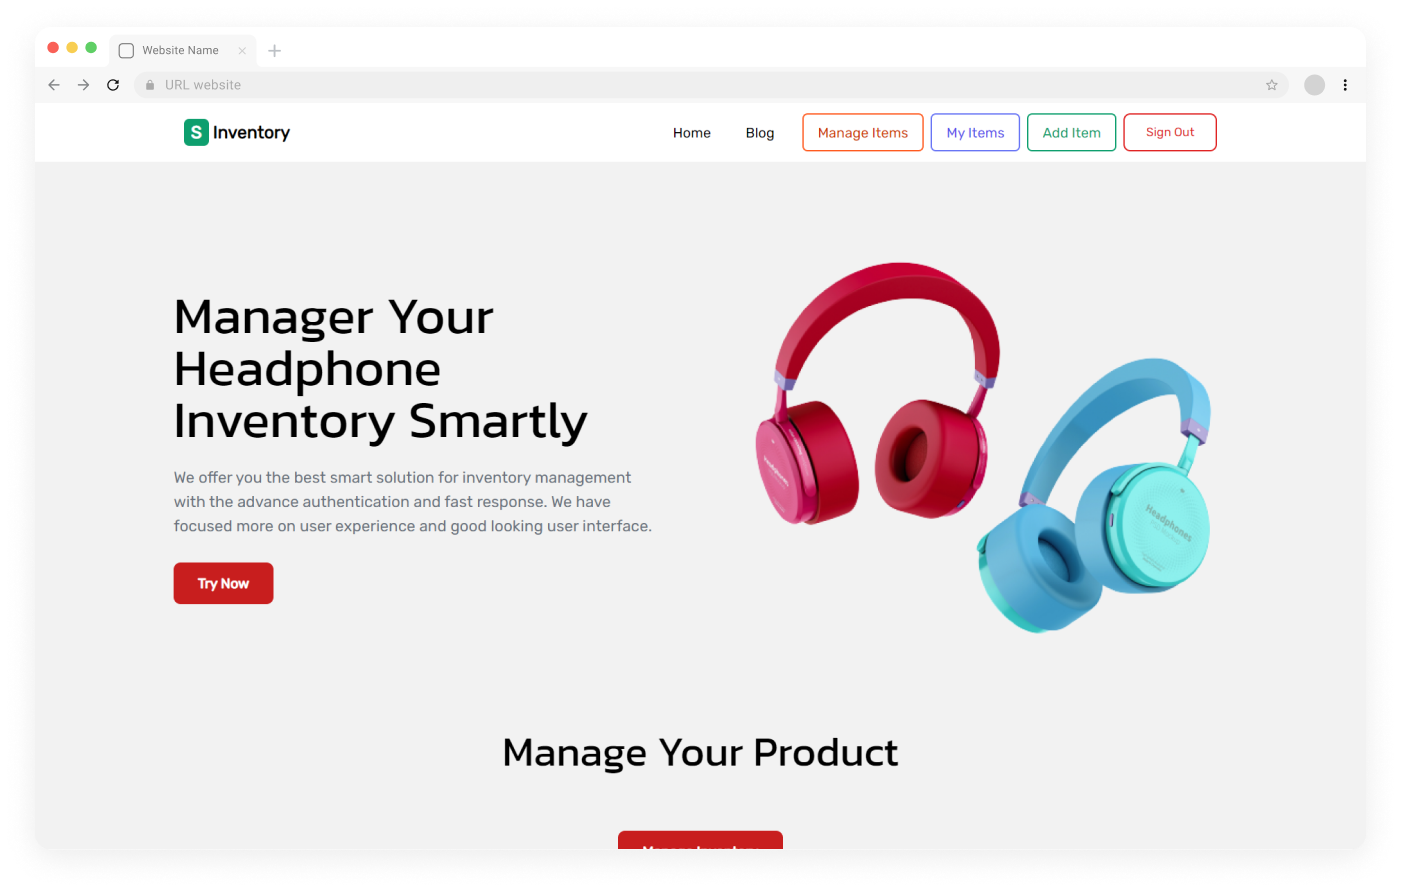 Website Name
URL website
S Inventory
Home
Blog
Manage Items
My Items
Add Item
Sign Out
Manager Your
Headphone
Inventory Smartly
We offer you the best smart solution for inventory management
with the advance authentication and fast response. We have
focused more on user experience and good looking user interface.
Try Now
Headphones
Headphones
Manage Your Product